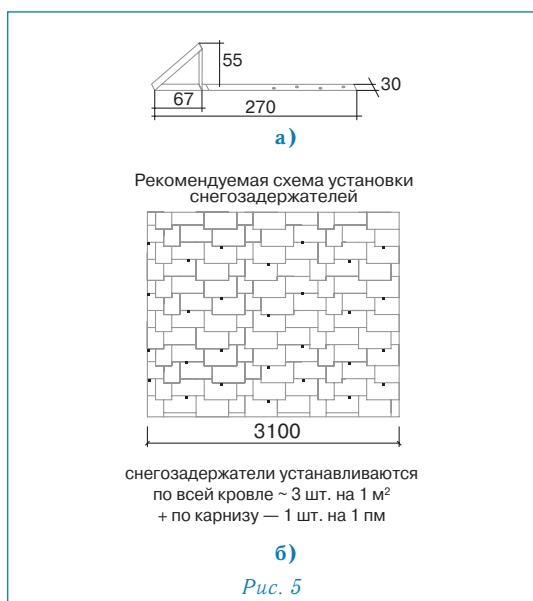 55
30
67
270
а)
Рекомендуемая схема установки
снегозадержателей
3100
снегозадержатели устанавливаются
по всей кровле ~ 3 шт. на 1 м²
+ по карнизу — 1 шт. на 1 пм
б)
Рис. 5